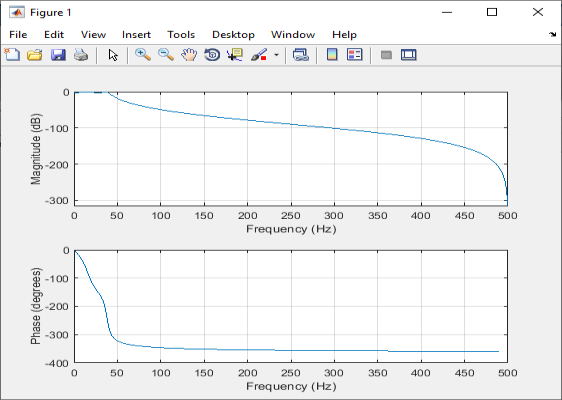 Figure 1
File Edit View Insert Tools Desktop Window Help
0
-100
-200
-300
Magnitude (dB)
0 50 100 150 200 250 300 350 400 450 500
Frequency (Hz)
0
-100
-200
-300
-400
Phase (degrees)
0 50 100 150 200 250 300 350 400 450 500
Frequency (Hz)